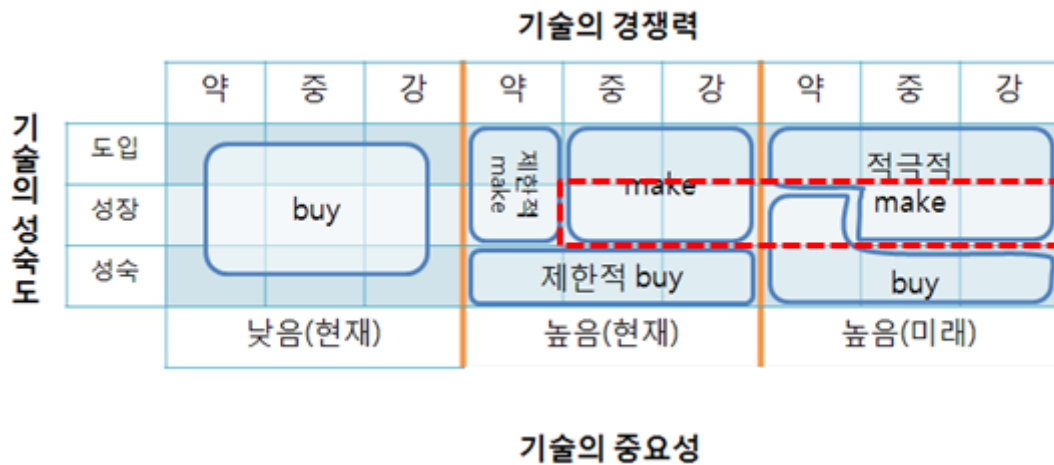 기술의 경쟁력
약 중 강 약 중 강 약 중 강
기술의 성숙도
도입
성장
성숙
buy
제한적
make
make
적극적
make
제한적 buy
buy
낮음(현재) 높음(현재) 높음(미래)
기술의 중요성